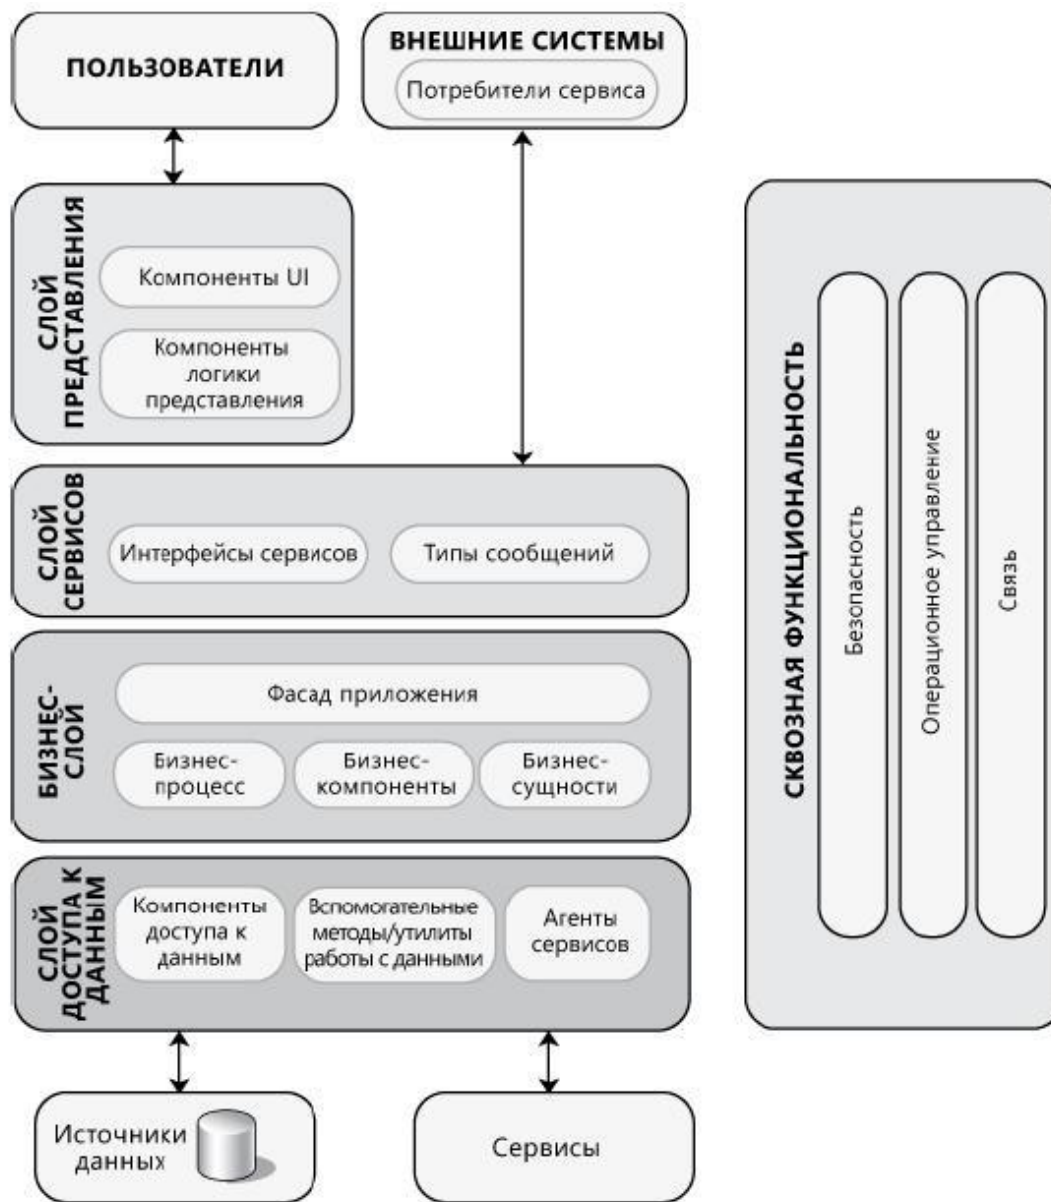 ПОЛЬЗОВАТЕЛИ
ВНЕШНИЕ СИСТЕМЫ
Потребители сервиса
СЛОЙ
ПРЕДСТАВЛЕНИЯ
Компоненты UI
Компоненты
логики
представления
СЛОЙ
СЕРВИСОВ
Интерфейсы сервисов
Типы сообщений
БИЗНЕС-
СЛОЙ
Фасад приложения
Бизнес-
процесс
Бизнес-
компоненты
Бизнес-
сущности
СЛОЙ
ДОСТУПА К
ДАННЫМ
Компоненты
доступа к
данным
Вспомогательные
методы/утилиты
работы с данными
Агенты
сервисов
Источники
данных
Сервисы
СКВОЗНАЯ ФУНКЦИОНАЛЬНОСТЬ
Безопасность
Операционное управление
Связь